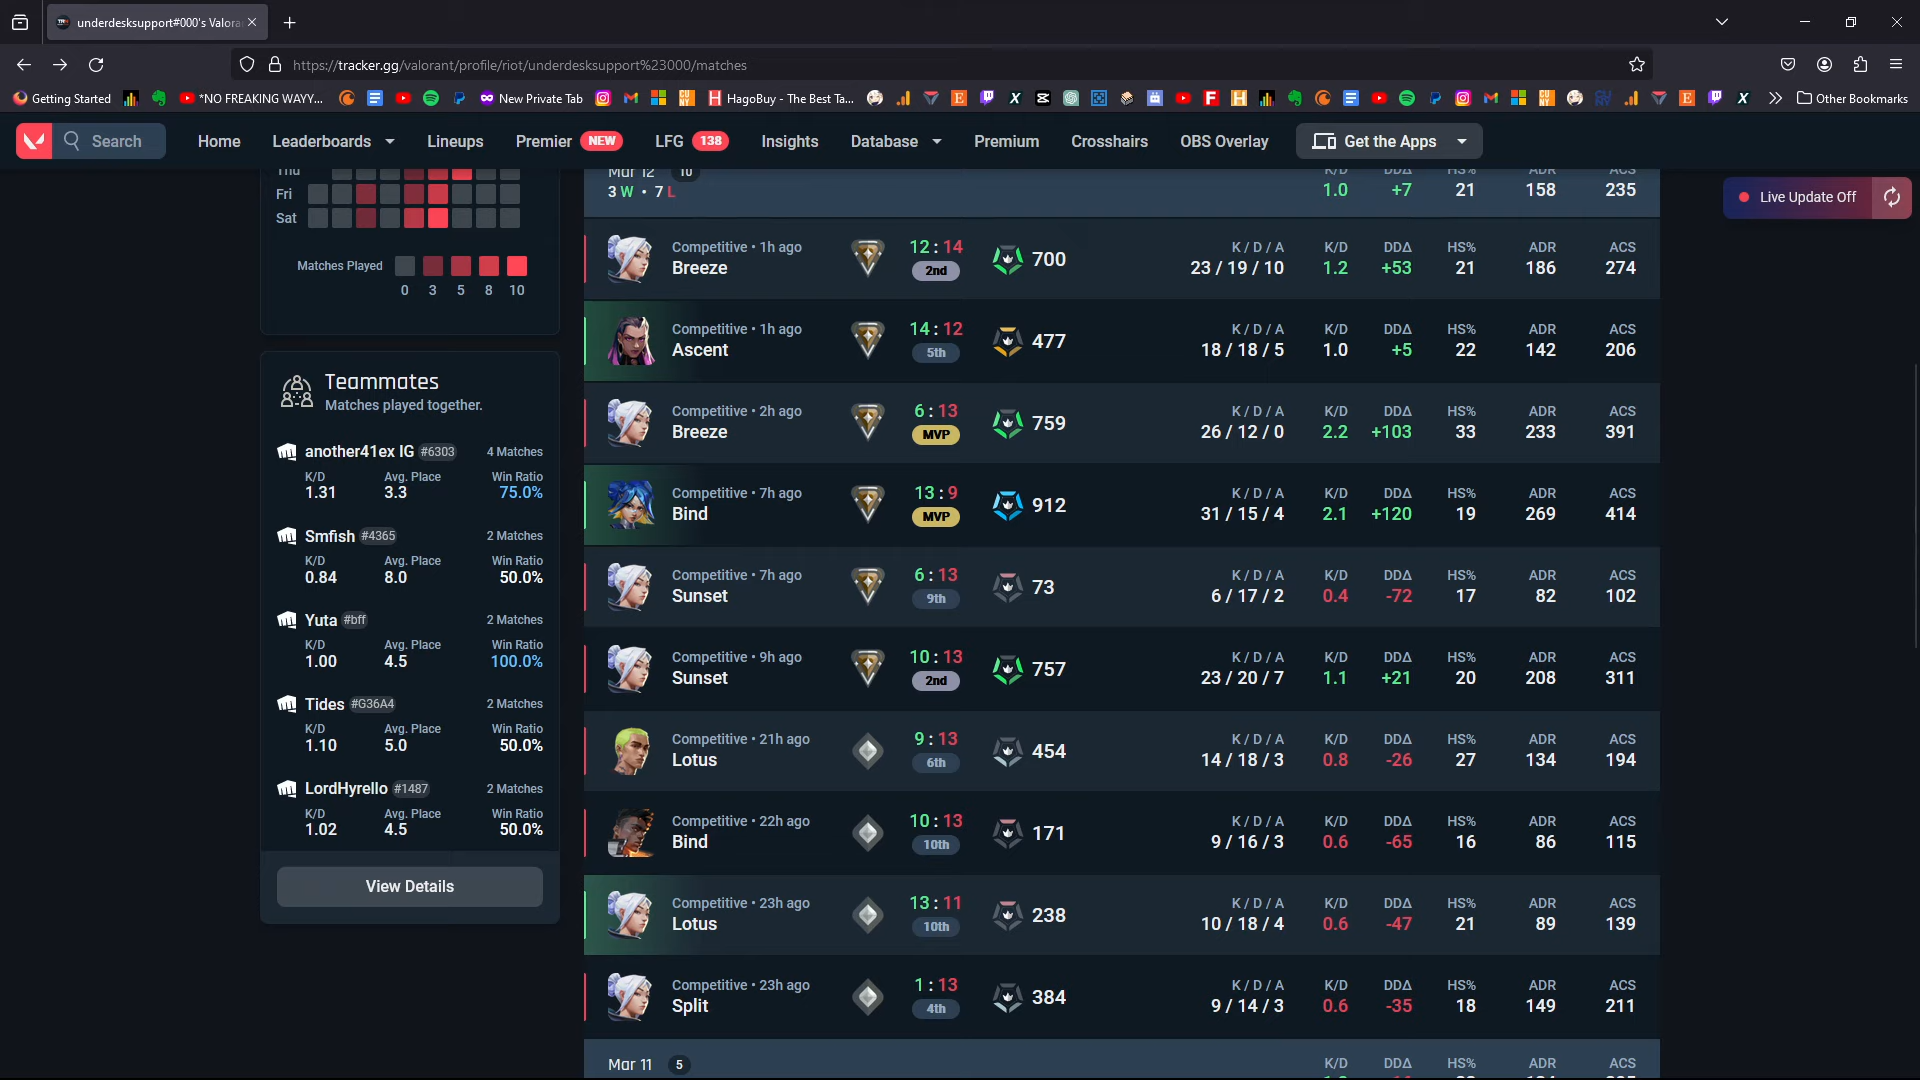 underdesksupport#000's Valora
https://tracker.gg/valorant/profile/riot/underdesksupport%23000/matches
Getting Started
*NO FREAKING WAYY...
New Private Tab
HagoBuy - The Best Ta...
Other Bookmarks
Search
Home
Leaderboards
Lineups
Premier NEW
LFG 138
Insights
Database
Premium
Crosshairs
OBS Overlay
Get the Apps
Live Update Off
Thu
Fri
Sat
Matches Played
0 3 5 8 10
Teammates
Matches played together.
another41ex IG #6303 4 Matches
K/D Avg. Place Win Ratio
1.31 3.3 75.0%
Smfish #4365 2 Matches
K/D Avg. Place Win Ratio
0.84 8.0 50.0%
Yuta #bff 2 Matches
K/D Avg. Place Win Ratio
1.00 4.5 100.0%
Tides #G36A4 2 Matches
K/D Avg. Place Win Ratio
1.10 5.0 50.0%
LordHyrello #1487 2 Matches
K/D Avg. Place Win Ratio
1.02 4.5 50.0%
View Details
Mar 12 10 K/D DDΔ HS% ADR ACS
3 W • 7 L 1.0 +7 21 158 235
Competitive • 1h ago 12 : 14 K / D / A K/D DDΔ HS% ADR ACS
Breeze 2nd 700 23 / 19 / 10 1.2 +53 21 186 274
Competitive • 1h ago 14 : 12 K / D / A K/D DDΔ HS% ADR ACS
Ascent 5th 477 18 / 18 / 5 1.0 +5 22 142 206
Competitive • 2h ago 6 : 13 K / D / A K/D DDΔ HS% ADR ACS
Breeze MVP 759 26 / 12 / 0 2.2 +103 33 233 391
Competitive • 7h ago 13 : 9 K / D / A K/D DDΔ HS% ADR ACS
Bind MVP 912 31 / 15 / 4 2.1 +120 19 269 414
Competitive • 7h ago 6 : 13 K / D / A K/D DDΔ HS% ADR ACS
Sunset 9th 73 6 / 17 / 2 0.4 -72 17 82 102
Competitive • 9h ago 10 : 13 K / D / A K/D DDΔ HS% ADR ACS
Sunset 2nd 757 23 / 20 / 7 1.1 +21 20 208 311
Competitive • 21h ago 9 : 13 K / D / A K/D DDΔ HS% ADR ACS
Lotus 6th 454 14 / 18 / 3 0.8 -26 27 134 194
Competitive • 22h ago 10 : 13 K / D / A K/D DDΔ HS% ADR ACS
Bind 10th 171 9 / 16 / 3 0.6 -65 16 86 115
Competitive • 23h ago 13 : 11 K / D / A K/D DDΔ HS% ADR ACS
Lotus 10th 238 10 / 18 / 4 0.6 -47 21 89 139
Competitive • 23h ago 1 : 13 K / D / A K/D DDΔ HS% ADR ACS
Split 4th 384 9 / 14 / 3 0.6 -35 18 149 211
Mar 11 5 K/D DDΔ HS% ADR ACS